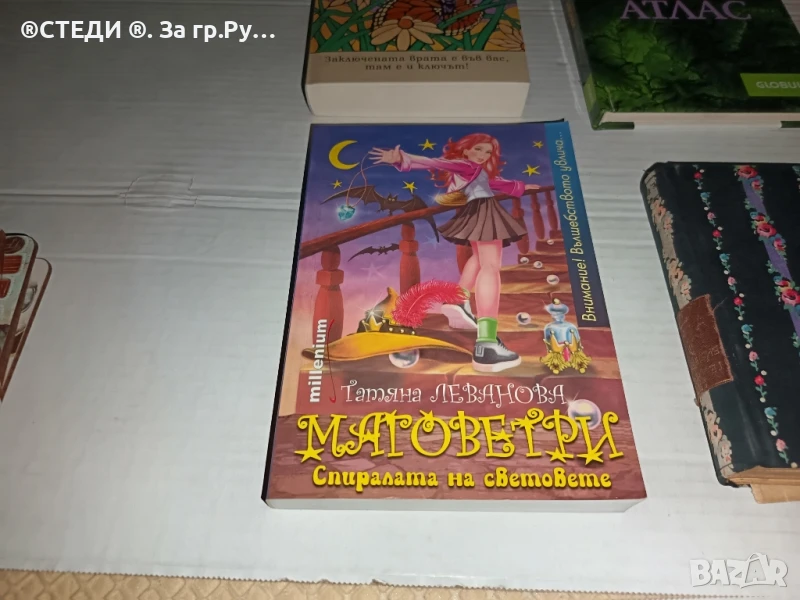 ®СТЕДИ ®. За гр.Ру...
Заключената врата е във вас,
там е и ключът!
АТЛАС
GLOBU
Внимание! Вълшебството увлича...
millenium
Татяна ЛЕВАНОВА
МАГОВЕТРИ
Спиралата на световете
BAZAR